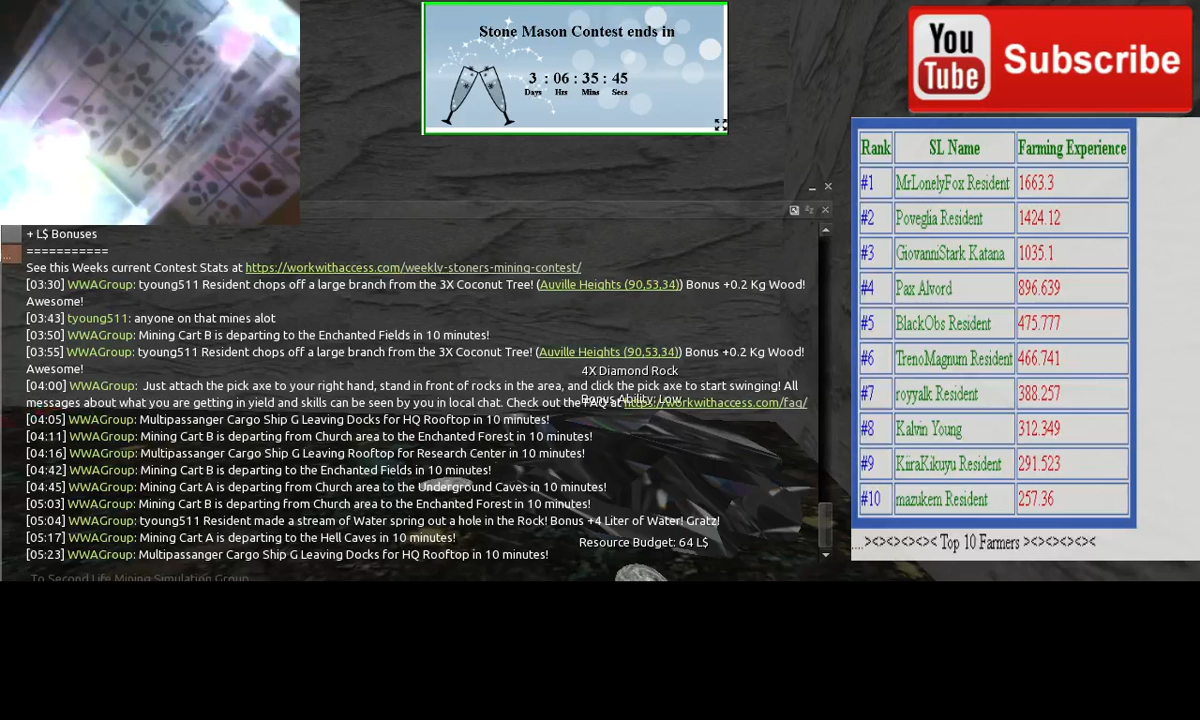 Stone Mason Contest ends in
3 : 06 : 35 : 45
Days Hrs Mins Secs
You Tube Subscribe
Rank SL Name Farming Experience
#1 MrLonelyFox Resident 1663.3
#2 Poveglia Resident 1424.12
#3 GiovanniStark Katana 1035.1
#4 Pax Alvord 896.639
#5 BlackObs Resident 475.777
#6 TrenoMagnum Resident 466.741
#7 royyalk Resident 388.257
#8 Kalvin Young 312.349
#9 KiiraKikuyu Resident 291.523
#10 mazukem Resident 257.36
....><><><><>< Top 10 Farmers ><><><><><
+ L$ Bonuses
===========
See this Weeks current Contest Stats at https://workwithaccess.com/weekly-stoners-mining-contest/
[03:30] WWAGroup: tyoung511 Resident chops off a large branch from the 3X Coconut Tree! (Auville Heights (90,53,34)) Bonus +0.2 Kg Wood!
Awesome!
[03:43] tyoung511: anyone on that mines alot
[03:50] WWAGroup: Mining Cart B is departing to the Enchanted Fields in 10 minutes!
[03:55] WWAGroup: tyoung511 Resident chops off a large branch from the 3X Coconut Tree! (Auville Heights (90,53,34)) Bonus +0.2 Kg Wood!
Awesome!
4X Diamond Rock
[04:00] WWAGroup: Just attach the pick axe to your right hand, stand in front of rocks in the area, and click the pick axe to start swinging! All
messages about what you are getting in yield and skills can be seen by you in local chat. Check out the FAQ at https://workwithaccess.com/faq/
Bonus Ability: Low
[04:05] WWAGroup: Multipassanger Cargo Ship G Leaving Docks for HQ Rooftop in 10 minutes!
[04:11] WWAGroup: Mining Cart B is departing from Church area to the Enchanted Forest in 10 minutes!
[04:16] WWAGroup: Multipassanger Cargo Ship G Leaving Rooftop for Research Center in 10 minutes!
[04:42] WWAGroup: Mining Cart B is departing to the Enchanted Fields in 10 minutes!
[04:45] WWAGroup: Mining Cart A is departing from Church area to the Underground Caves in 10 minutes!
[05:03] WWAGroup: Mining Cart B is departing from Church area to the Enchanted Forest in 10 minutes!
[05:04] WWAGroup: tyoung511 Resident made a stream of Water spring out a hole in the Rock! Bonus +4 Liter of Water! Gratz!
[05:17] WWAGroup: Mining Cart A is departing to the Hell Caves in 10 minutes!
Resource Budget: 64 L$
[05:23] WWAGroup: Multipassanger Cargo Ship G Leaving Docks for HQ Rooftop in 10 minutes!
To Second Life Mining Simulation Group